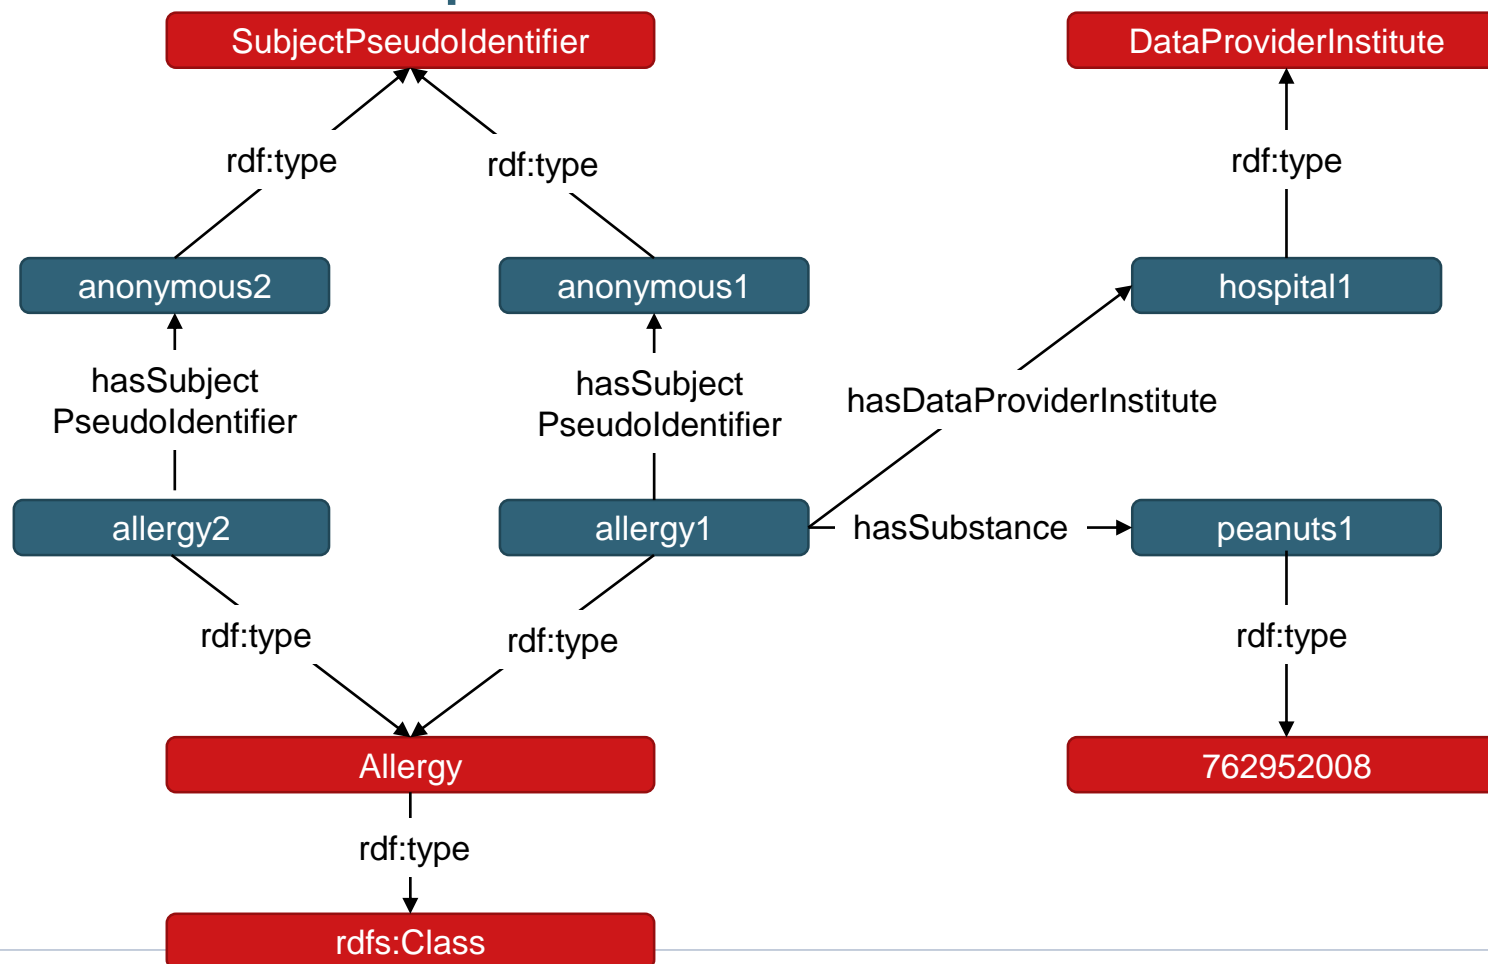 SubjectPseudoIdentifier
DataProviderInstitute
rdf:type
rdf:type
rdf:type
anonymous2
anonymous1
hospital1
hasSubject
PseudoIdentifier
hasSubject
PseudoIdentifier
hasDataProviderInstitute
allergy2
allergy1
hasSubstance
peanuts1
rdf:type
rdf:type
rdf:type
Allergy
762952008
rdf:type
rdfs:Class